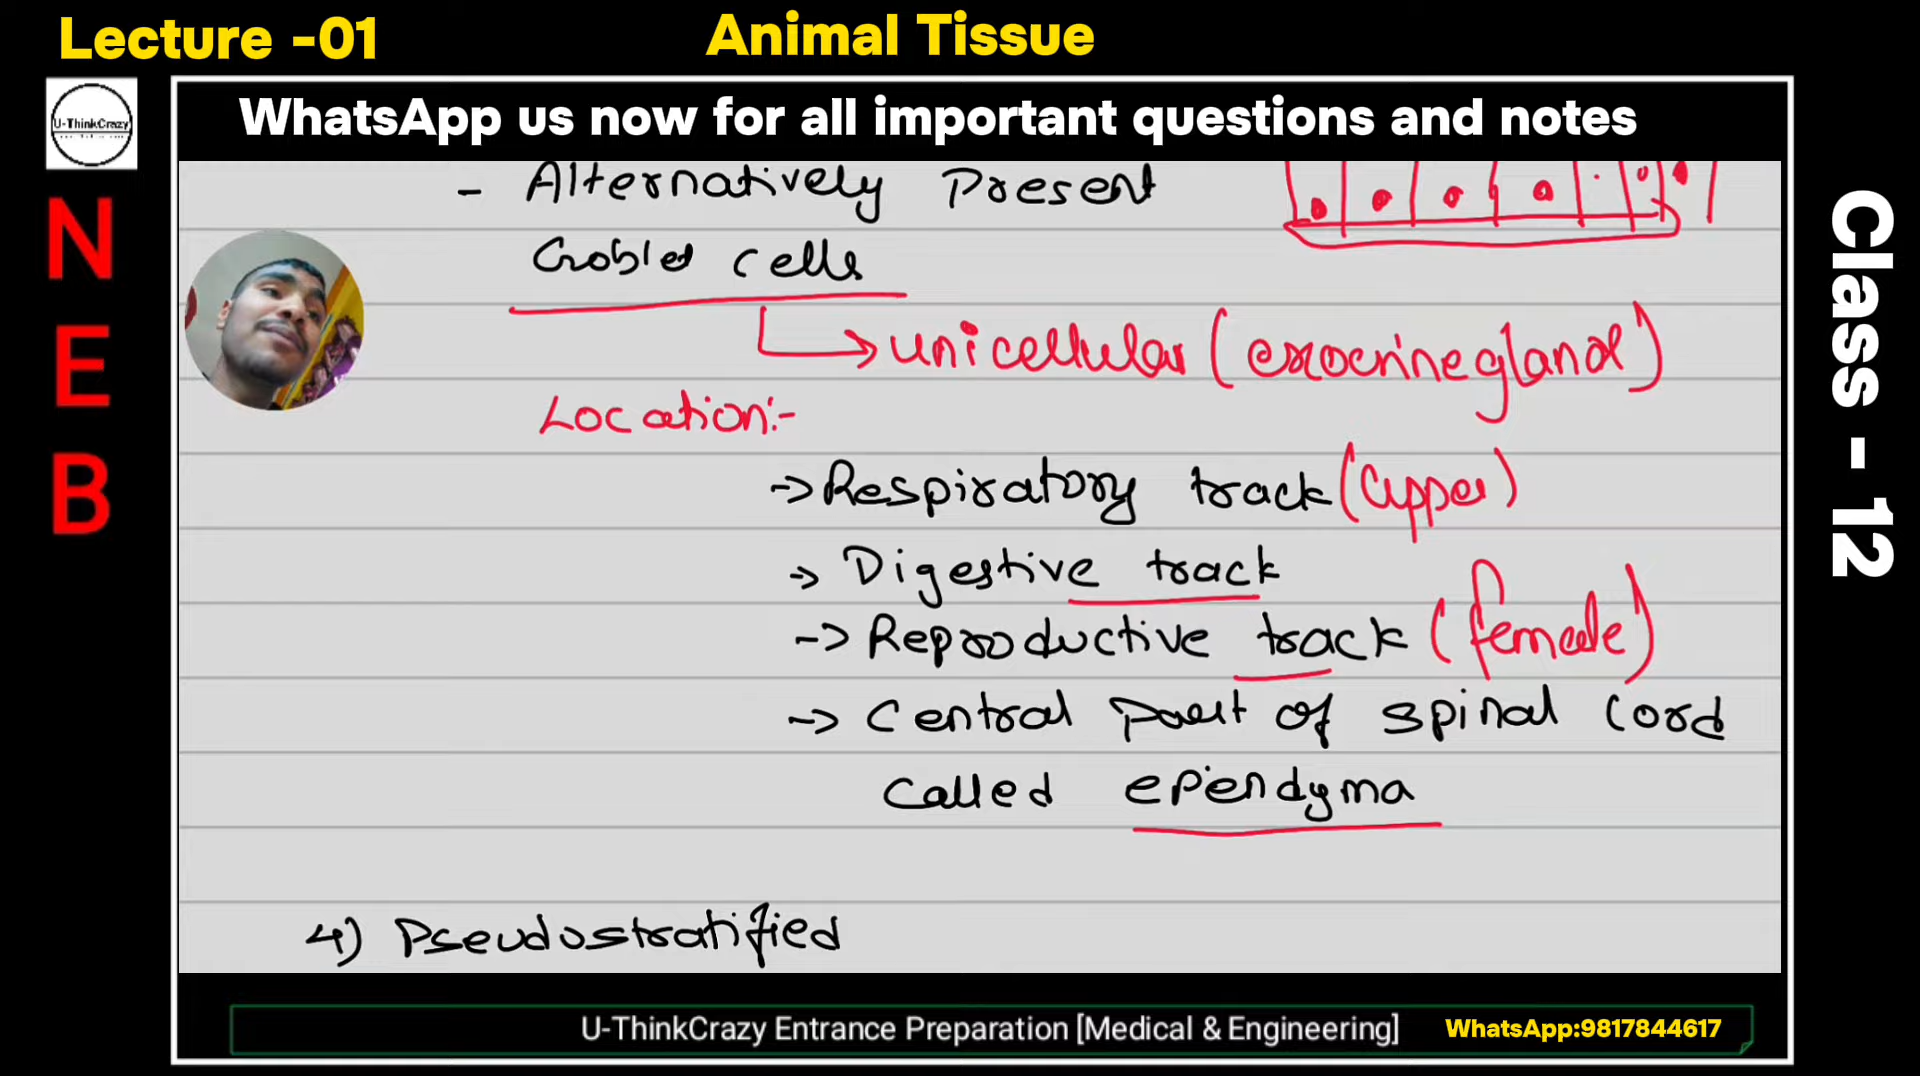 Lecture -01
Animal Tissue
U-ThinkCrazy
WhatsApp us now for all important questions and notes
NEB
Class - 12
- Alternatively Present
Goblet cells
→ unicellular (exocrine gland)
Location:-
-> Respiratory track (upper)
-> Digestive track
-> Reproductive track (female)
-> Central part of spinal cord
called ependyma
4) Pseudostratified
U-ThinkCrazy Entrance Preparation [Medical & Engineering]
WhatsApp:9817844617